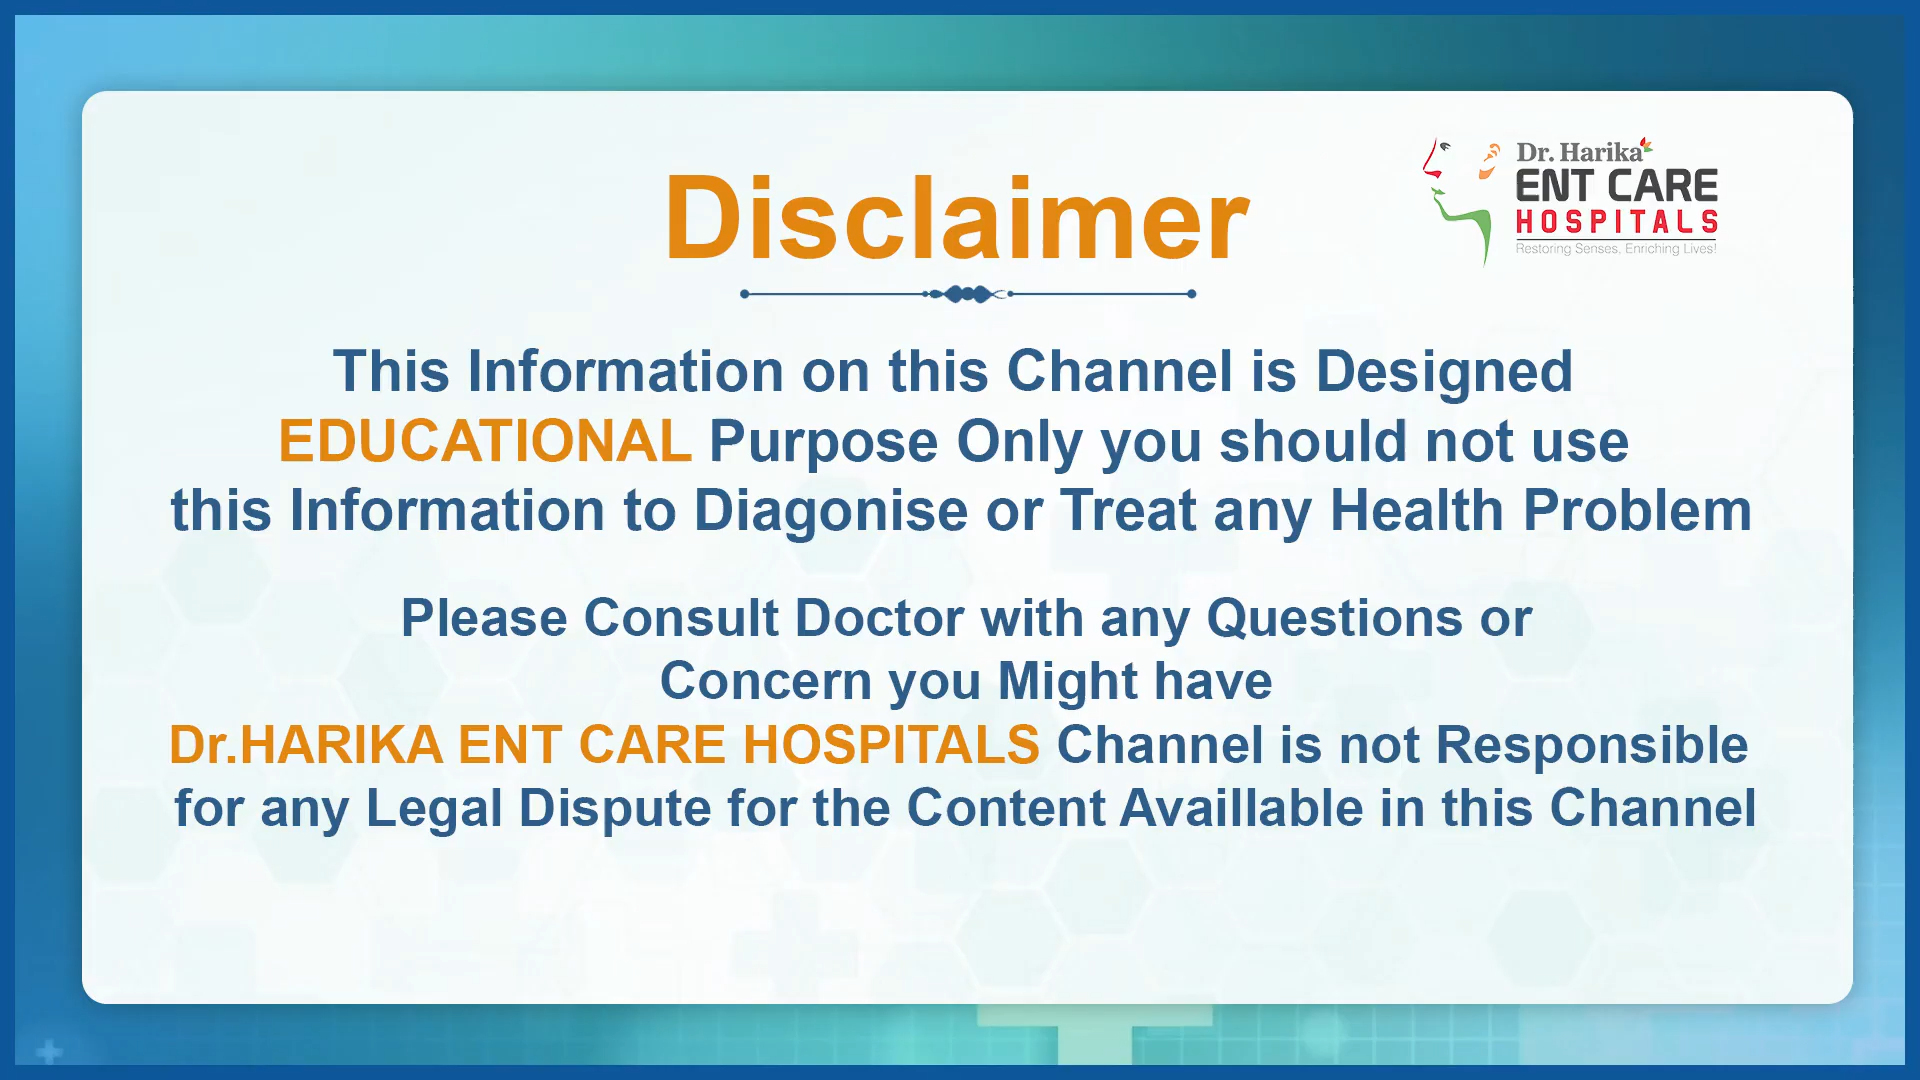 Disclaimer
Dr. Harika
ENT CARE
HOSPITALS
Restoring Senses, Enriching Lives!
This Information on this Channel is Designed
EDUCATIONAL Purpose Only you should not use
this Information to Diagonise or Treat any Health Problem
Please Consult Doctor with any Questions or
Concern you Might have
Dr.HARIKA ENT CARE HOSPITALS Channel is not Responsible
for any Legal Dispute for the Content Availlable in this Channel